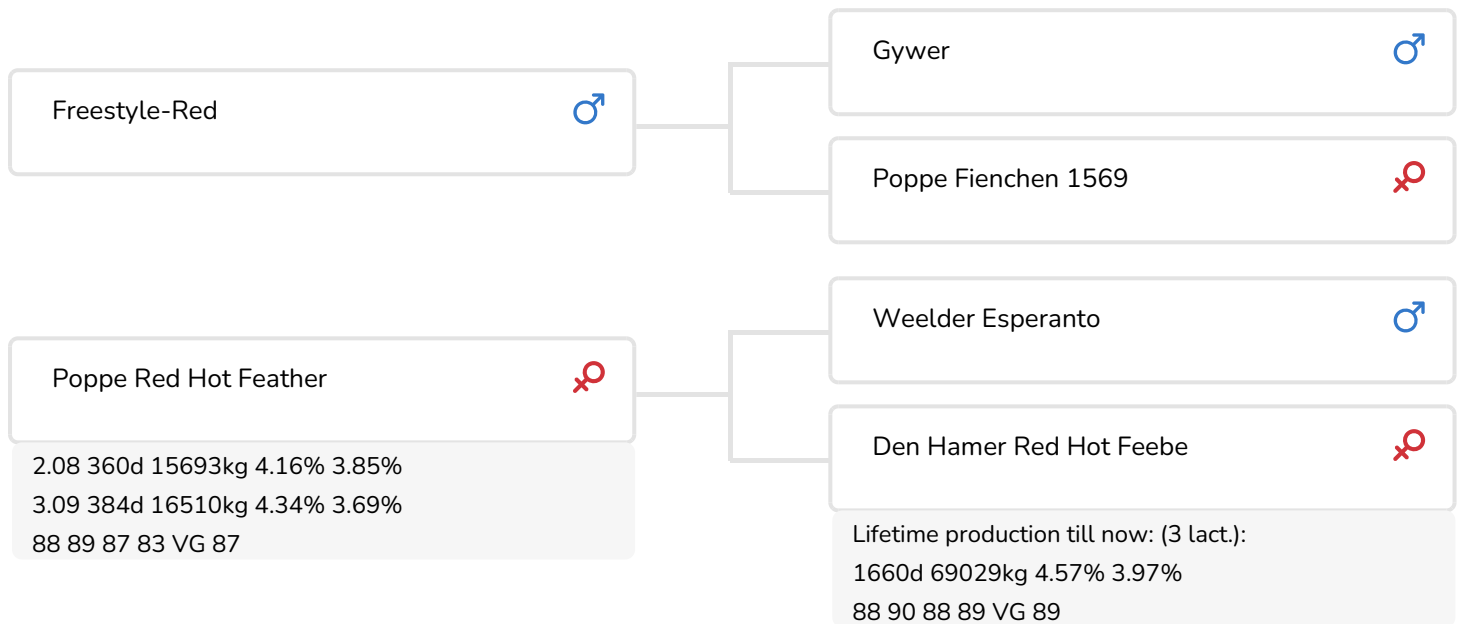 Freestyle-Red
Gywer
Poppe Fienchen 1569
Poppe Red Hot Feather
2.08 360d 15693kg 4.16% 3.85%
3.09 384d 16510kg 4.34% 3.69%
88 89 87 83 VG 87
Weelder Esperanto
Den Hamer Red Hot Feebe
Lifetime production till now: (3 lact.):
1660d 69029kg 4.57% 3.97%
88 90 88 89 VG 89